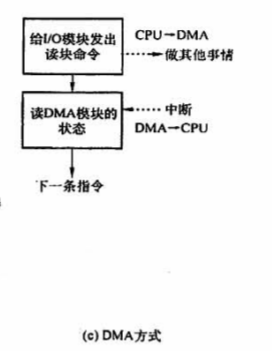 给I/O模块发出
读块命令
CPU→DMA
做其他事情
读DMA模块的
状态
中断
DMA→CPU
下一条指令
(c) DMA方式